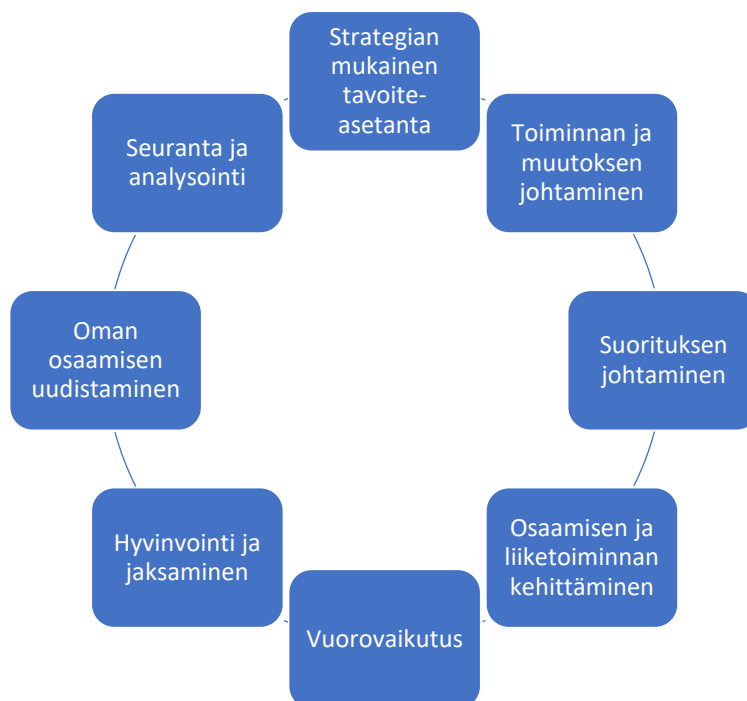 Strategian
mukainen
tavoite-
asetanta
Toiminnan ja
muutoksen
johtaminen
Suorituksen
johtaminen
Osaamisen ja
liiketoiminnan
kehittäminen
Vuorovaikutus
Hyvinvointi ja
jaksaminen
Oman
osaamisen
uudistaminen
Seuranta ja
analysointi